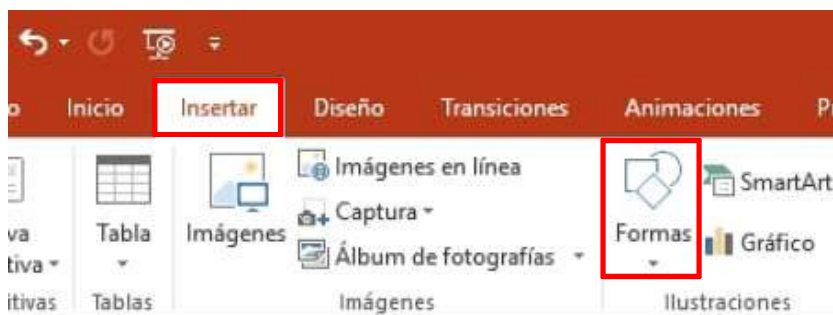 Inicio Insertar Diseño Transiciones Animaciones
Imágenes en línea
SmartArt
Captura
Tabla Imágenes Formas Gráfico
Álbum de fotografías
Tablas Imágenes Ilustraciones